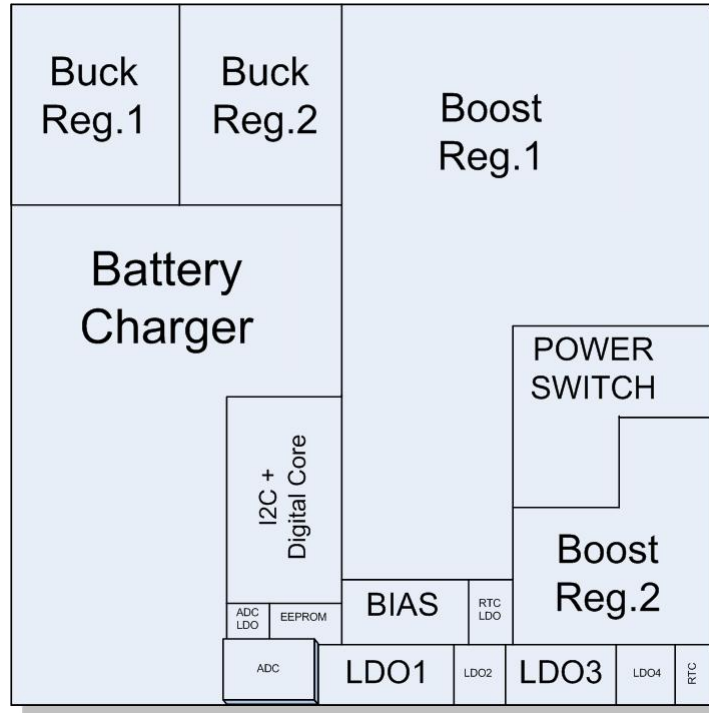 Buck
Reg.1
Buck
Reg.2
Boost
Reg.1
Battery
Charger
POWER
SWITCH
I2C +
Digital Core
Boost
Reg.2
BIAS
RTC
LDO
ADC
LDO
EEPROM
ADC
LDO1
LDO2
LDO3
LDO4
RTC